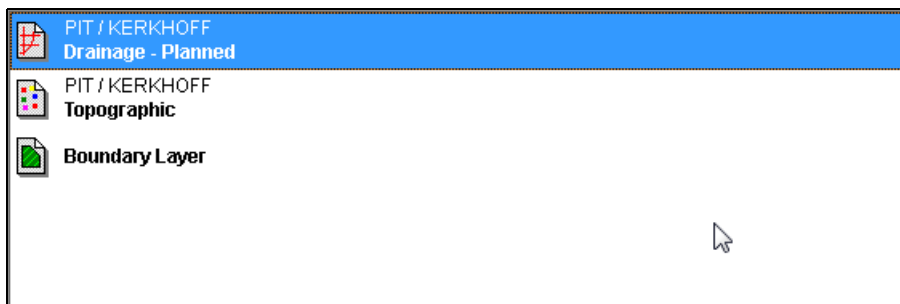 PIT / KERKHOFF
Drainage - Planned
PIT / KERKHOFF
Topographic
Boundary Layer